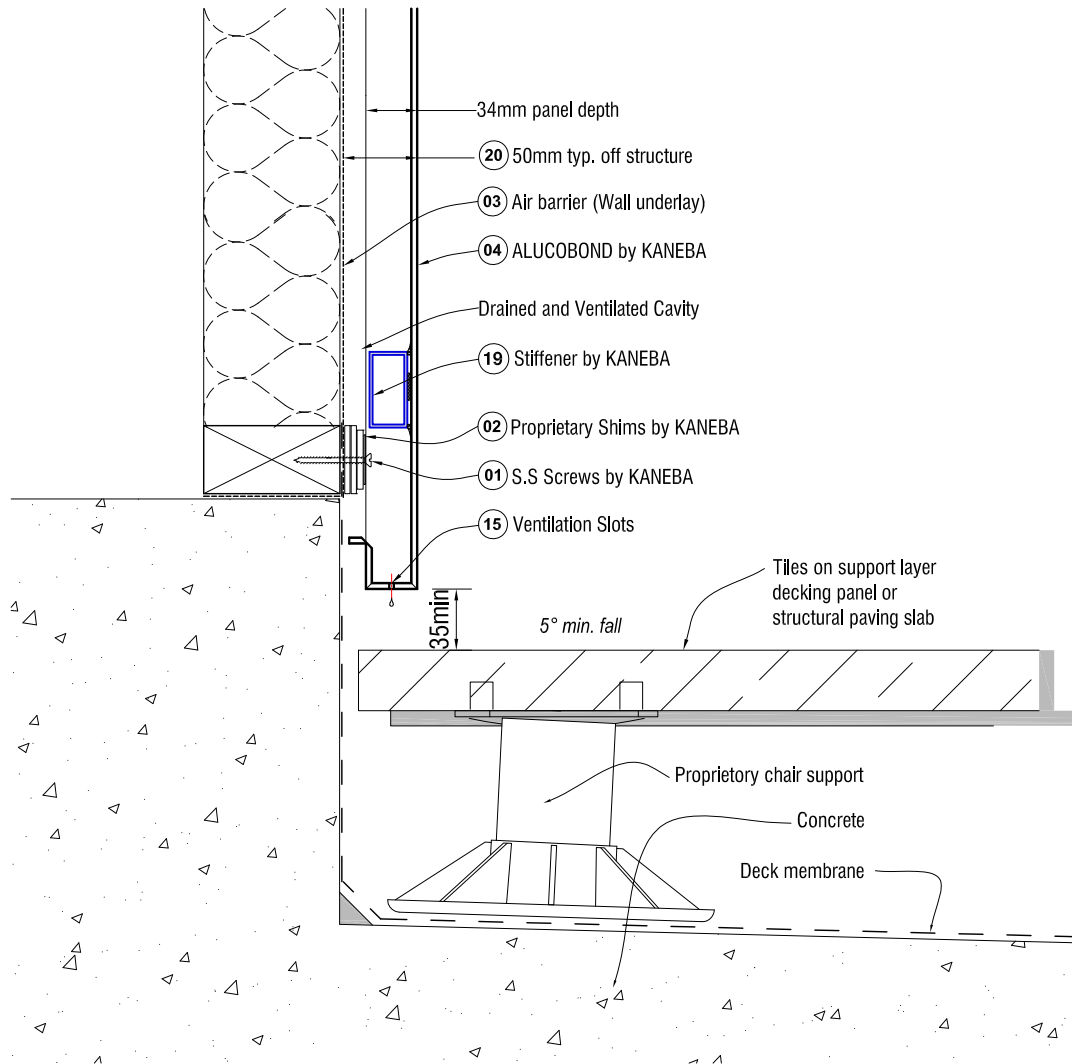 34mm panel depth
20 50mm typ. off structure
03 Air barrier (Wall underlay)
04 ALUCOBOND by KANEBA
Drained and Ventilated Cavity
19 Stiffener by KANEBA
02 Proprietary Shims by KANEBA
01 S.S Screws by KANEBA
15 Ventilation Slots
Tiles on support layer
decking panel or
structural paving slab
35min
5° min. fall
Proprietory chair support
Concrete
Deck membrane